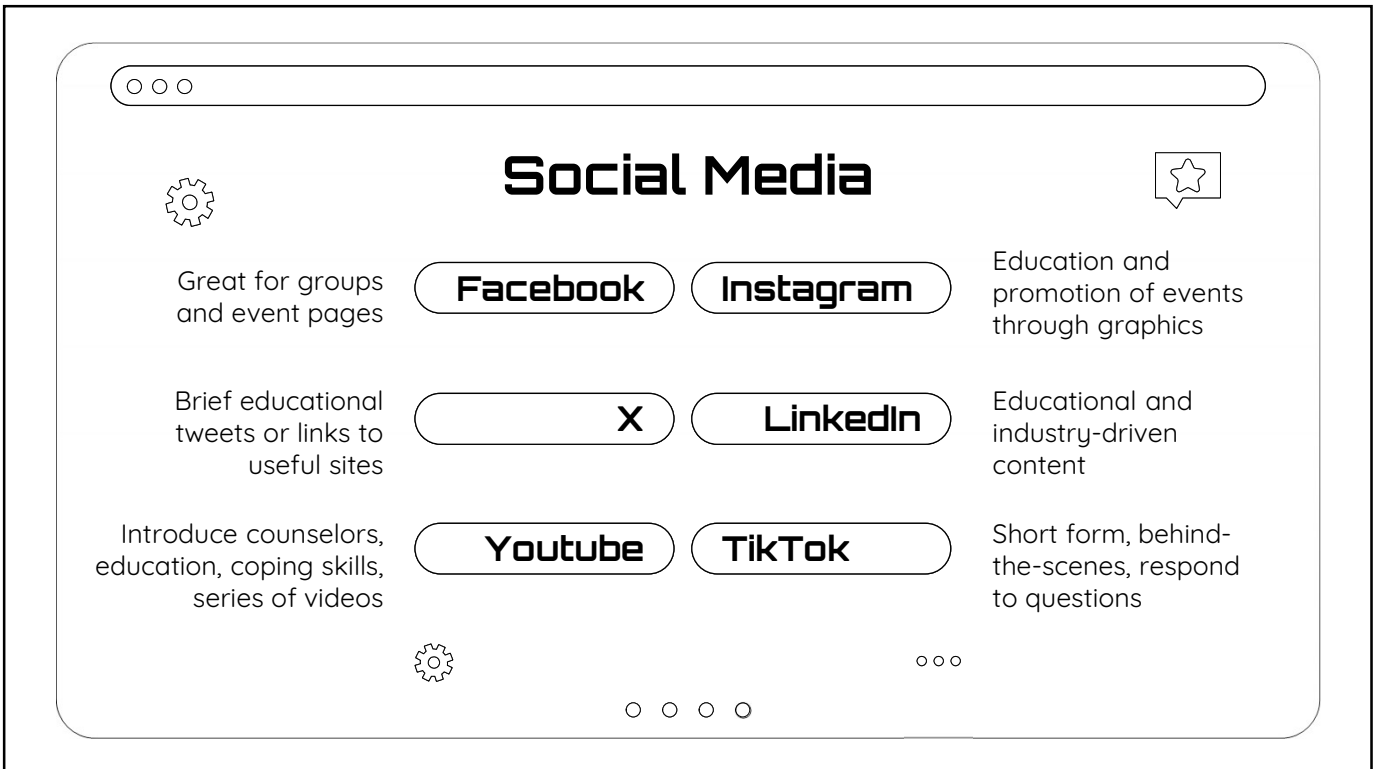 Social Media
Great for groups
and event pages
Facebook
Instagram
Education and
promotion of events
through graphics
Brief educational
tweets or links to
useful sites
X
LinkedIn
Educational and
industry-driven
content
Introduce counselors,
education, coping skills,
series of videos
Youtube
TikTok
Short form, behind-
the-scenes, respond
to questions